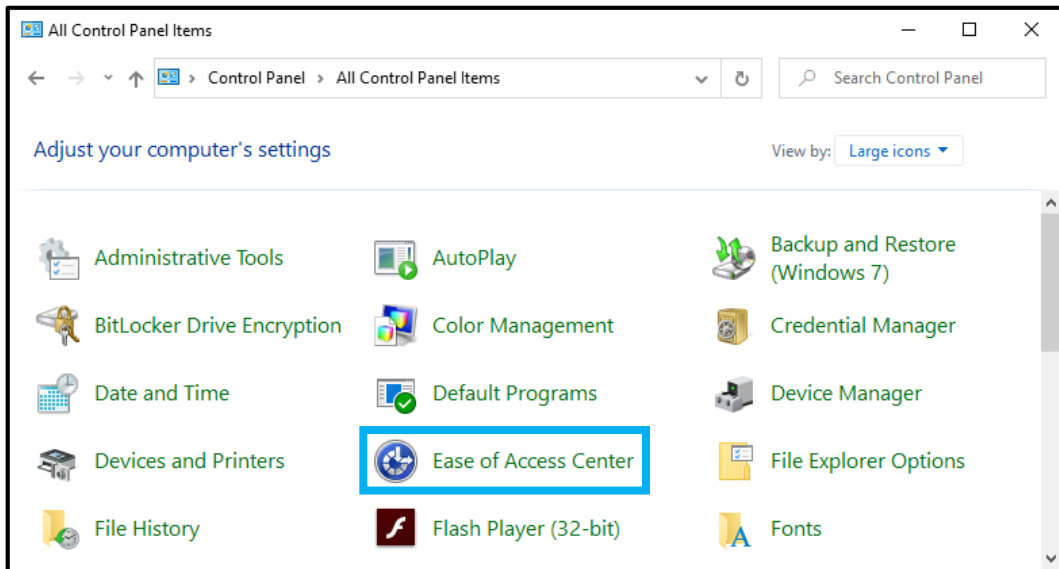 All Control Panel Items
Control Panel > All Control Panel Items
Search Control Panel
Adjust your computer's settings
View by: Large icons
Administrative Tools
AutoPlay
Backup and Restore
(Windows 7)
BitLocker Drive Encryption
Color Management
Credential Manager
Date and Time
Default Programs
Device Manager
Devices and Printers
Ease of Access Center
File Explorer Options
File History
Flash Player (32-bit)
Fonts